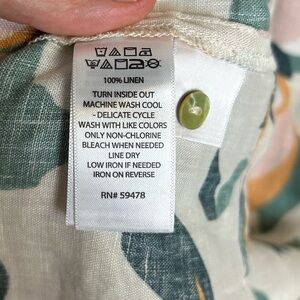 100% LINEN
TURN INSIDE OUT
MACHINE WASH COOL
- DELICATE CYCLE
WASH WITH LIKE COLORS
ONLY NON-CHLORINE
BLEACH WHEN NEEDED
LINE DRY
LOW IRON IF NEEDED
IRON ON REVERSE
RN# 59478